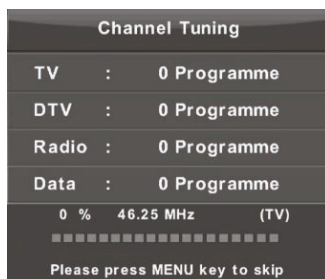 Channel Tuning
TV : 0 Programme
DTV : 0 Programme
Radio : 0 Programme
Data : 0 Programme
0 % 46.25 MHz (TV)
Please press MENU key to skip